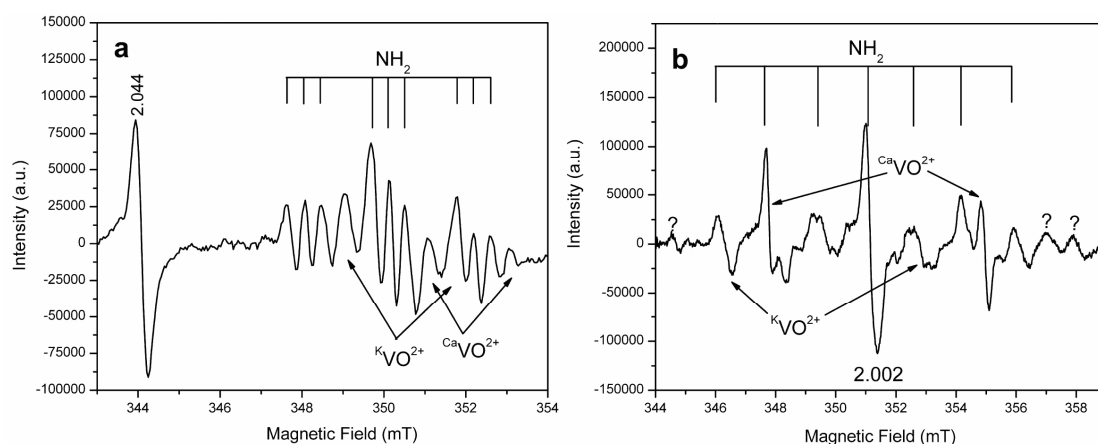 a
NH₂
2.044
ᴷVO²⁺
ᶜᵃVO²⁺
150000
125000
100000
75000
50000
25000
0
-25000
-50000
-75000
-100000
Intensity (a.u.)
344 346 348 350 352 354
Magnetic Field (mT)
b
NH₂
ᶜᵃVO²⁺
? ? ?
ᴷVO²⁺
2.002
200000
150000
100000
50000
0
-50000
-100000
-150000
Intensity (a.u.)
344 346 348 350 352 354 356 358
Magnetic Field (mT)